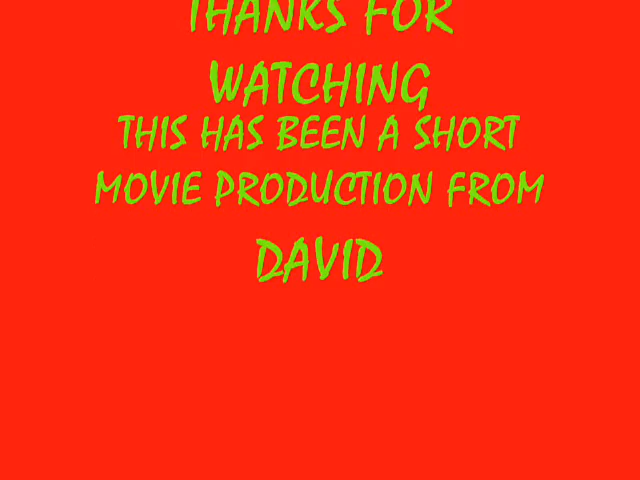 THANKS FOR
WATCHING
THIS HAS BEEN A SHORT
MOVIE PRODUCTION FROM
DAVID